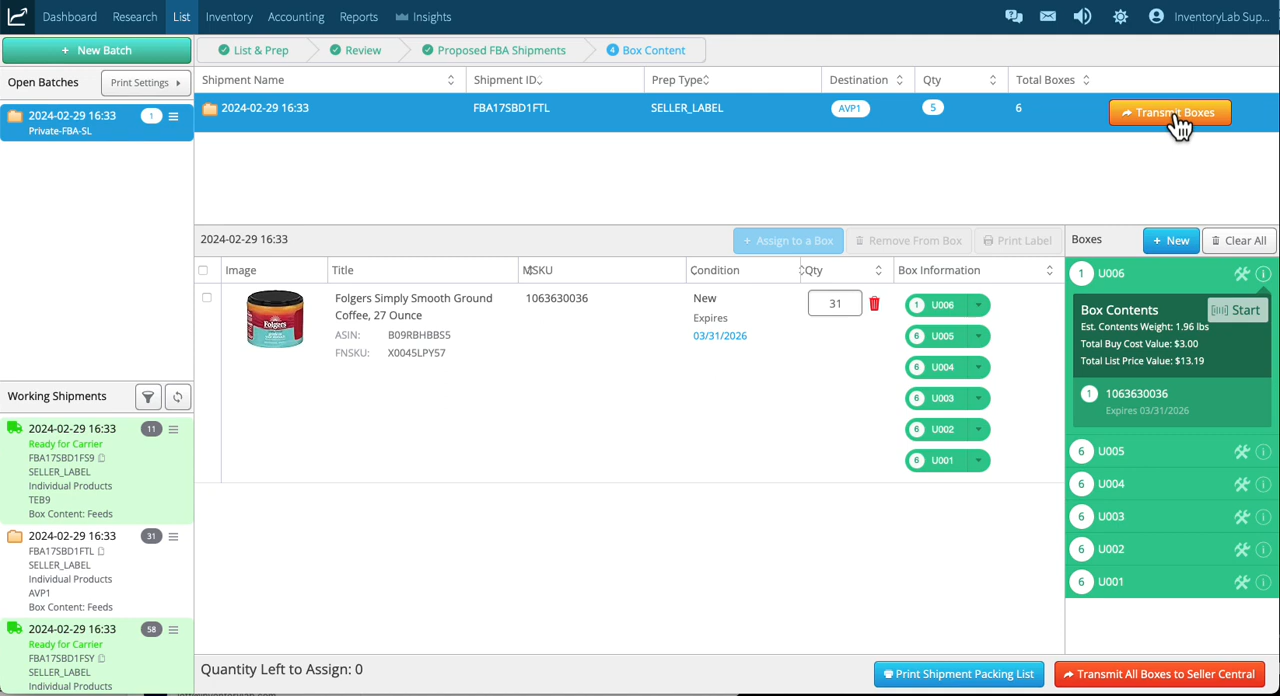 Dashboard Research List Inventory Accounting Reports Insights InventoryLab Sup...
+ New Batch
List & Prep Review Proposed FBA Shipments 4 Box Content
Open Batches Print Settings
Shipment Name Shipment ID Prep Type Destination Qty Total Boxes
2024-02-29 16:33 1
Private-FBA-SL
2024-02-29 16:33 FBA17SBD1FTL SELLER_LABEL AVP1 5 6 Transmit Boxes
2024-02-29 16:33 + Assign to a Box Remove From Box Print Label
Image Title MSKU Condition Qty Box Information
Folgers Simply Smooth Ground
Coffee, 27 Ounce
ASIN: B09RBHBBS5
FNSKU: X0045LPY57
1063630036
New
Expires
03/31/2026
31
1 U006
6 U005
6 U004
6 U003
6 U002
6 U001
Boxes + New Clear All
1 U006
Box Contents Start
Est. Contents Weight: 1.96 lbs
Total Buy Cost Value: $3.00
Total List Price Value: $13.19
1 1063630036
Expires 03/31/2026
6 U005
6 U004
6 U003
6 U002
6 U001
Working Shipments
2024-02-29 16:33 11
Ready for Carrier
FBA17SBD1FS9
SELLER_LABEL
Individual Products
TEB9
Box Content: Feeds
2024-02-29 16:33 31
FBA17SBD1FTL
SELLER_LABEL
Individual Products
AVP1
Box Content: Feeds
2024-02-29 16:33 58
Ready for Carrier
FBA17SBD1FSY
SELLER_LABEL
Individual Products
Quantity Left to Assign: 0
Print Shipment Packing List Transmit All Boxes to Seller Central